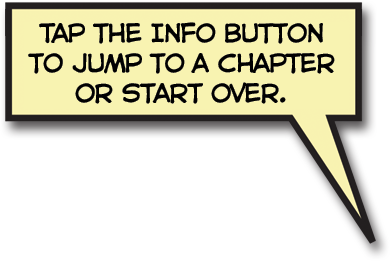 TAP THE INFO BUTTON
TO JUMP TO A CHAPTER
OR START OVER.